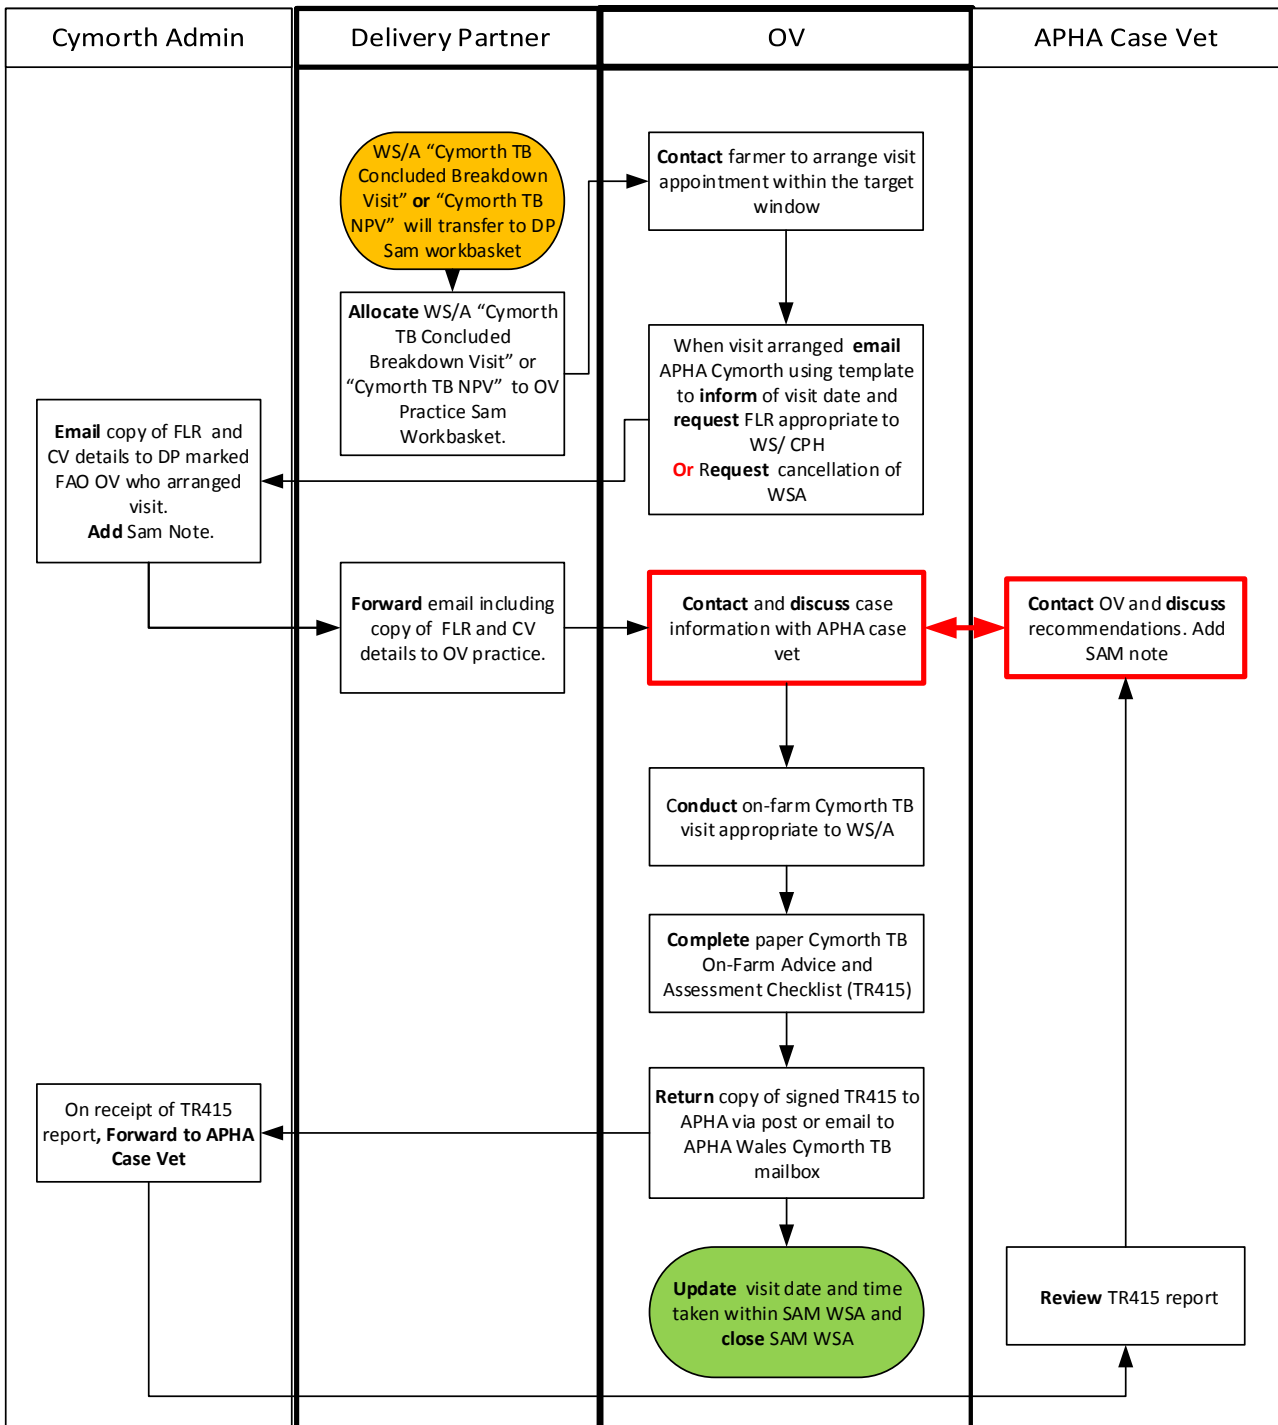 Cymorth Admin
Delivery Partner
OV
APHA Case Vet
WS/A “Cymorth TB
Concluded Breakdown
Visit” or “Cymorth TB
NPV” will transfer to DP
Sam workbasket
Allocate WS/A “Cymorth
TB Concluded
Breakdown Visit” or
“Cymorth TB NPV” to OV
Practice Sam
Workbasket.
Contact farmer to arrange visit
appointment within the target
window
When visit arranged email
APHA Cymorth using template
to inform of visit date and
request FLR appropriate to
WS/ CPH
Or Request cancellation of
WSA
Email copy of FLR and
CV details to DP marked
FAO OV who arranged
visit.
Add Sam Note.
Forward email including
copy of FLR and CV
details to OV practice.
Contact and discuss case
information with APHA case
vet
Contact OV and discuss
recommendations. Add
SAM note
Conduct on-farm Cymorth TB
visit appropriate to WS/A
Complete paper Cymorth TB
On-Farm Advice and
Assessment Checklist (TR415)
Return copy of signed TR415 to
APHA via post or email to
APHA Wales Cymorth TB
mailbox
On receipt of TR415
report, Forward to APHA
Case Vet
Update visit date and time
taken within SAM WSA and
close SAM WSA
Review TR415 report